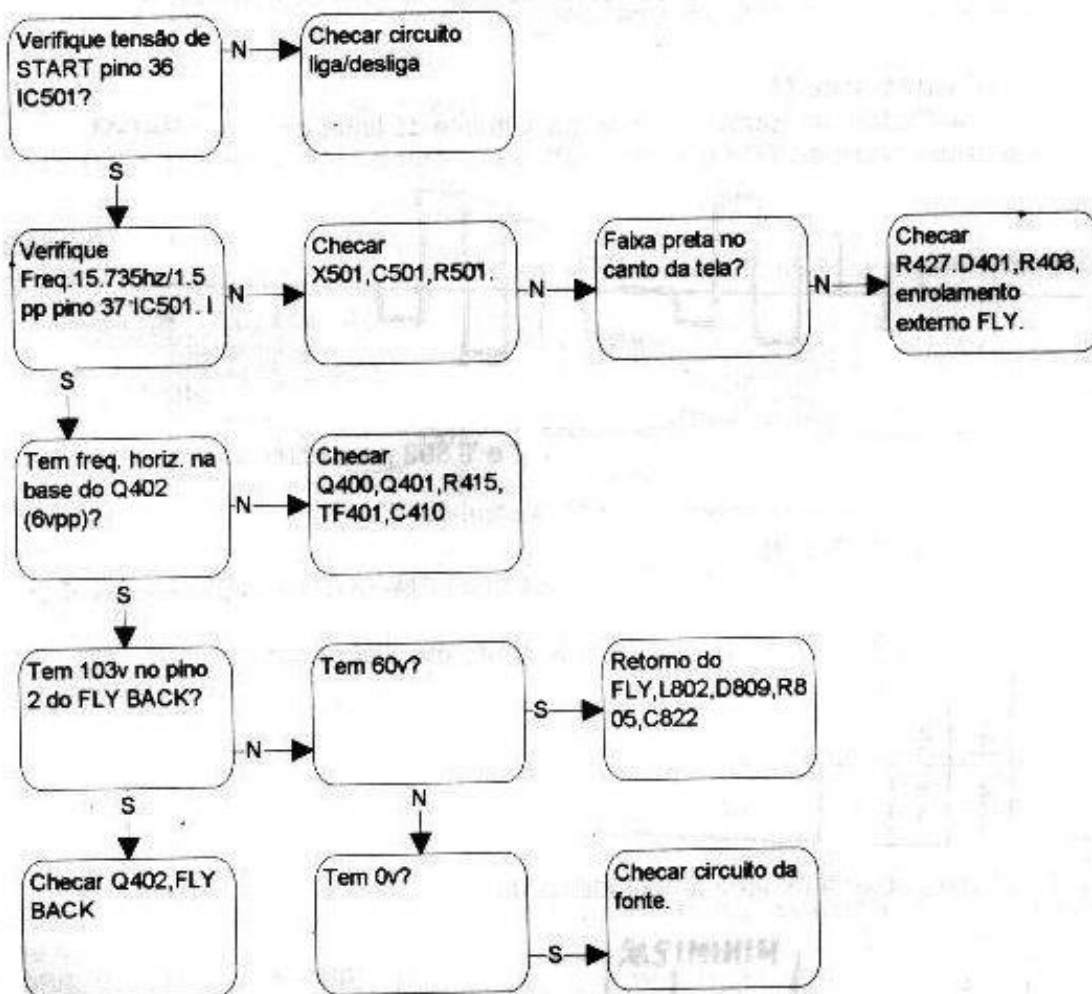 Verifique tensão de
START pino 36
IC501?
N
Checar circuito
liga/desliga
S
Verifique
Freq.15.735hz/1.5
pp pino 37 IC501. I
N
Checar
X501,C501,R501.
N
Faixa preta no
canto da tela?
N
Checar
R427,D401,R408,
enrolamento
externo FLY.
S
Tem freq. horiz. na
base do Q402
(6vpp)?
N
Checar
Q400,Q401,R415,
TF401,C410
S
Tem 103v no pino
2 do FLY BACK?
N
Tem 60v?
S
Retorno do
FLY,L802,D809,R8
05,C822
S
N
Checar Q402,FLY
BACK
Tem 0v?
S
Checar circuito da
fonte.